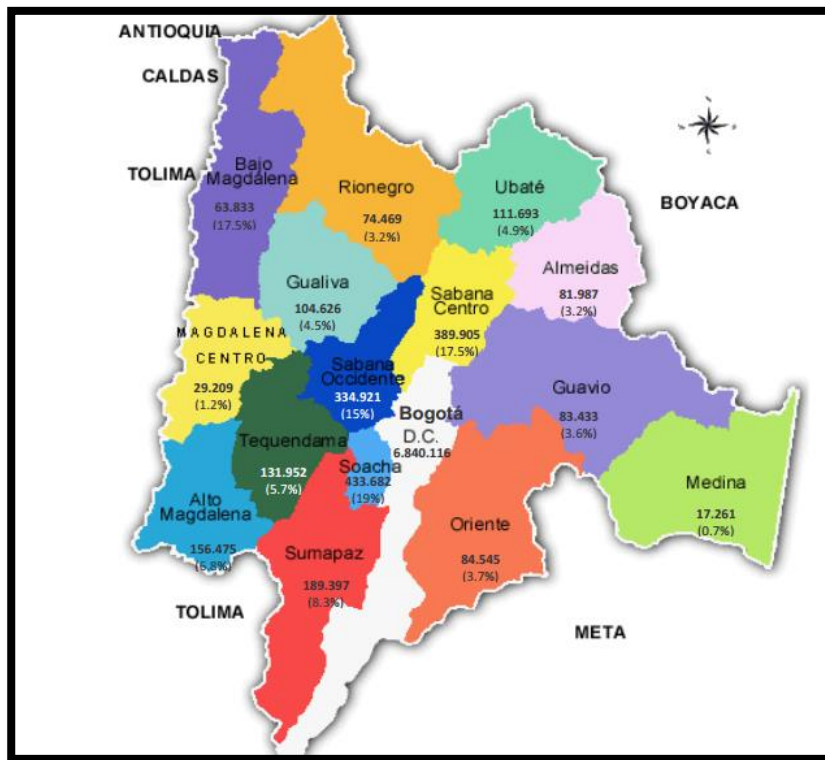 ANTIOQUIA
CALDAS
TOLIMA
Bajo
Magdálena
63.833
(17.5%)
Rionegro
74.469
(3.2%)
Ubaté
111.693
(4.9%)
BOYACA
Almeidas
81.987
(3.2%)
Gualiva
104.626
(4.5%)
Sabana
Centro
389.905
(17.5%)
MAGDALENA
CENTRO
29.209
(1.2%)
Sabana
Occidente
334.921
(15%)
Guavio
83.433
(3.6%)
Bogotá
D.C.
6.840.116
Tequendama
131.952
(5.7%)
Soacha
433.682
(19%)
Medina
17.261
(0.7%)
Alto
Magdalena
156.475
(6.8%)
Oriente
84.545
(3.7%)
Sumapaz
189.397
(8.3%)
TOLIMA
META